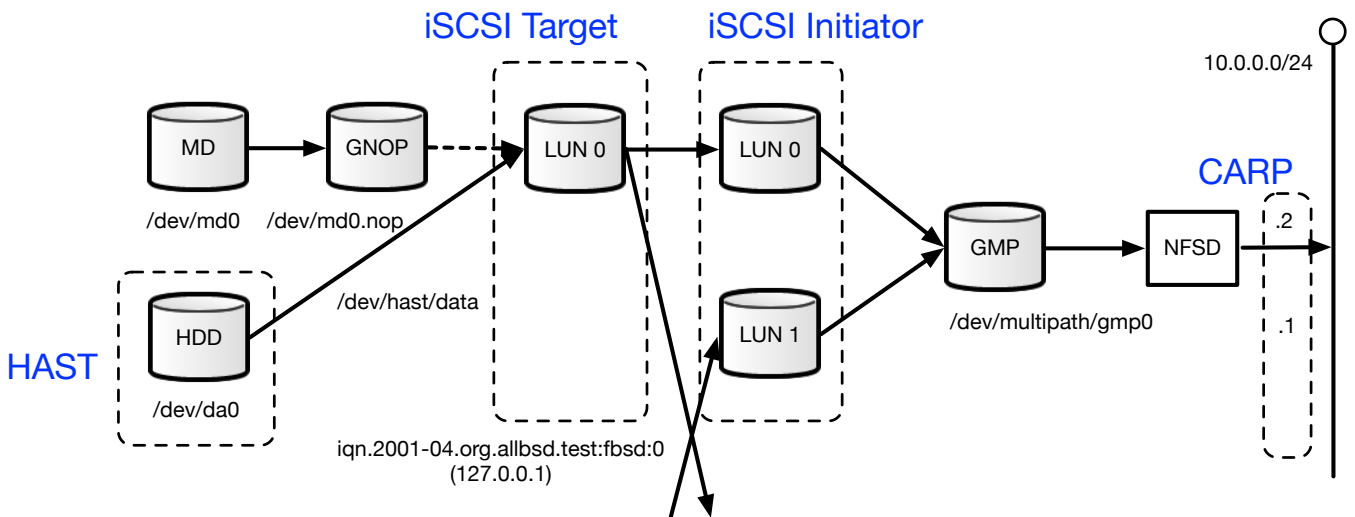 iSCSI Target
iSCSI Initiator
10.0.0.0/24
MD
GNOP
LUN 0
LUN 0
CARP
/dev/md0
/dev/md0.nop
.2
GMP
NFSD
/dev/hast/data
HDD
LUN 1
/dev/multipath/gmp0
.1
HAST
/dev/da0
iqn.2001-04.org.allbsd.test:fbsd:0
(127.0.0.1)